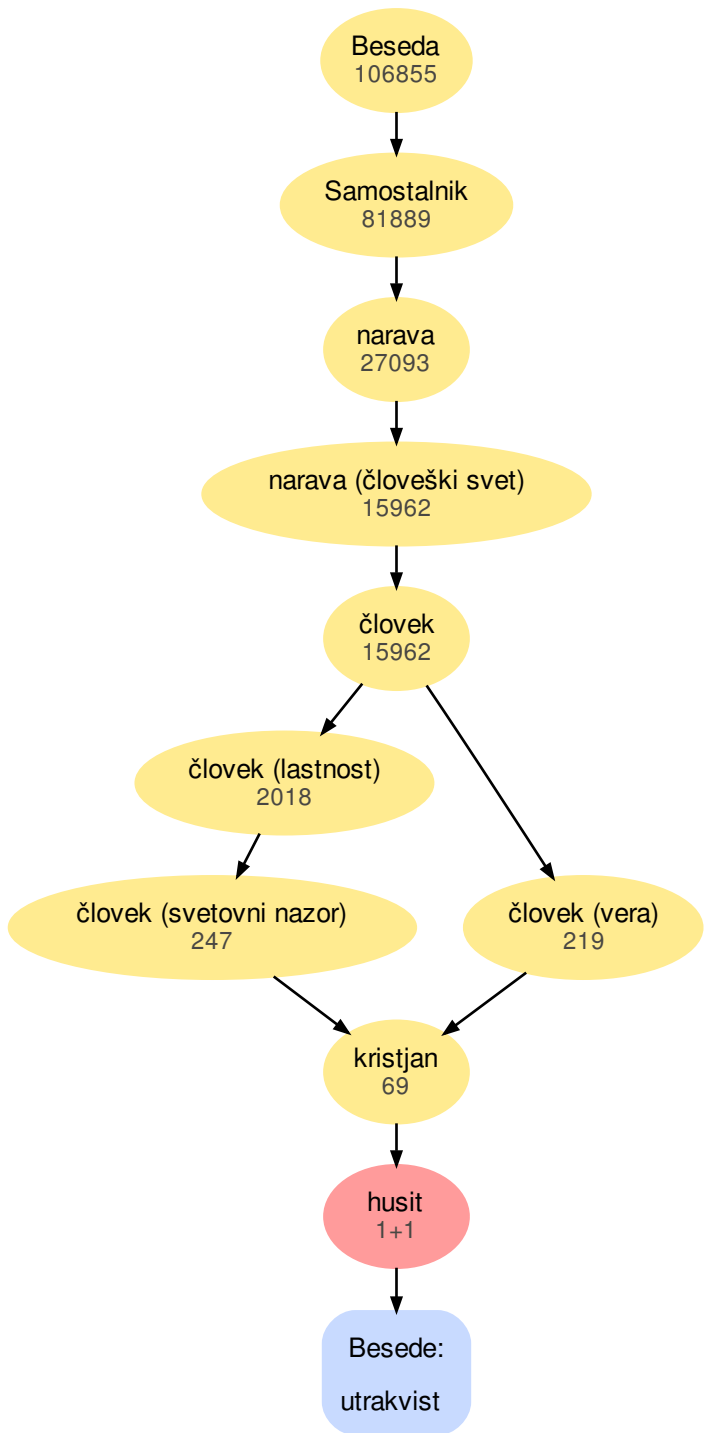 Beseda
106855
Samostalnik
81889
narava
27093
narava (človeški svet)
15962
človek
15962
človek (lastnost)
2018
človek (svetovni nazor)
247
človek (vera)
219
kristjan
69
husit
1+1
Besede:
utrakvist